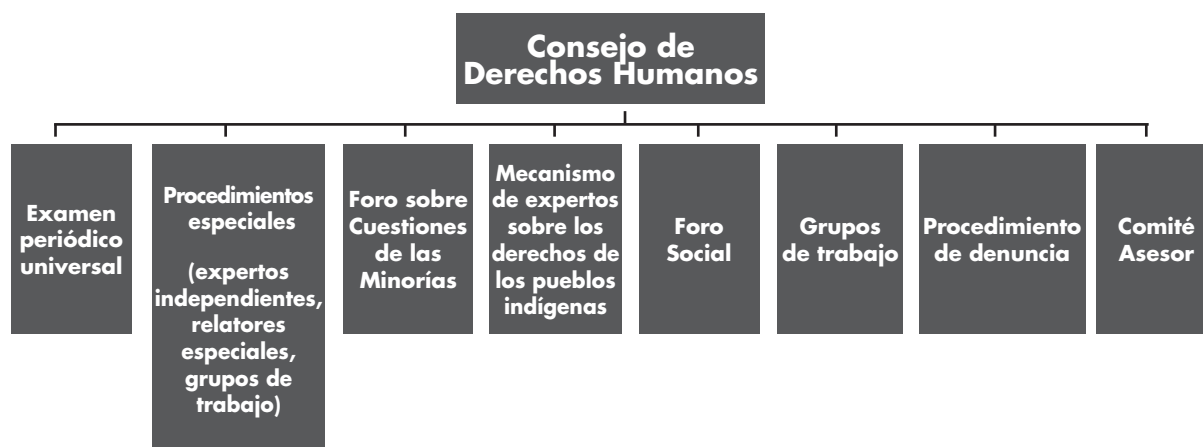 Consejo de
Derechos Humanos
Examen
periódico
universal
Procedimientos
especiales
(expertos
independientes,
relatores
especiales,
grupos de
trabajo)
Foro sobre
Cuestiones
de las
Minorías
Mecanismo
de expertos
sobre los
derechos de
los pueblos
indígenas
Foro
Social
Grupos
de trabajo
Procedimiento
de denuncia
Comité
Asesor